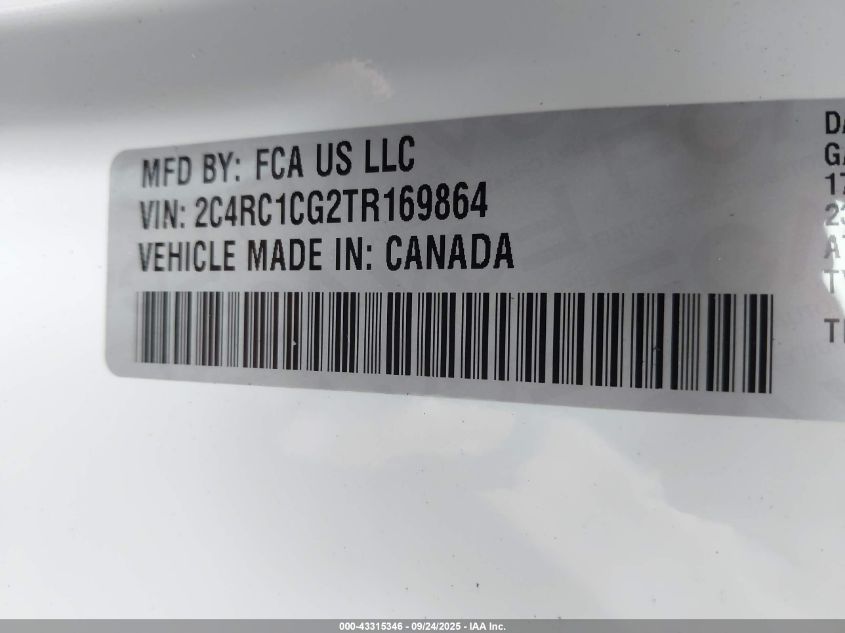 MFD BY: FCA US LLC
VIN: 2C4RC1CG2TR169864
VEHICLE MADE IN: CANADA
000-43315346 - 09/24/2025 - IAA Inc.